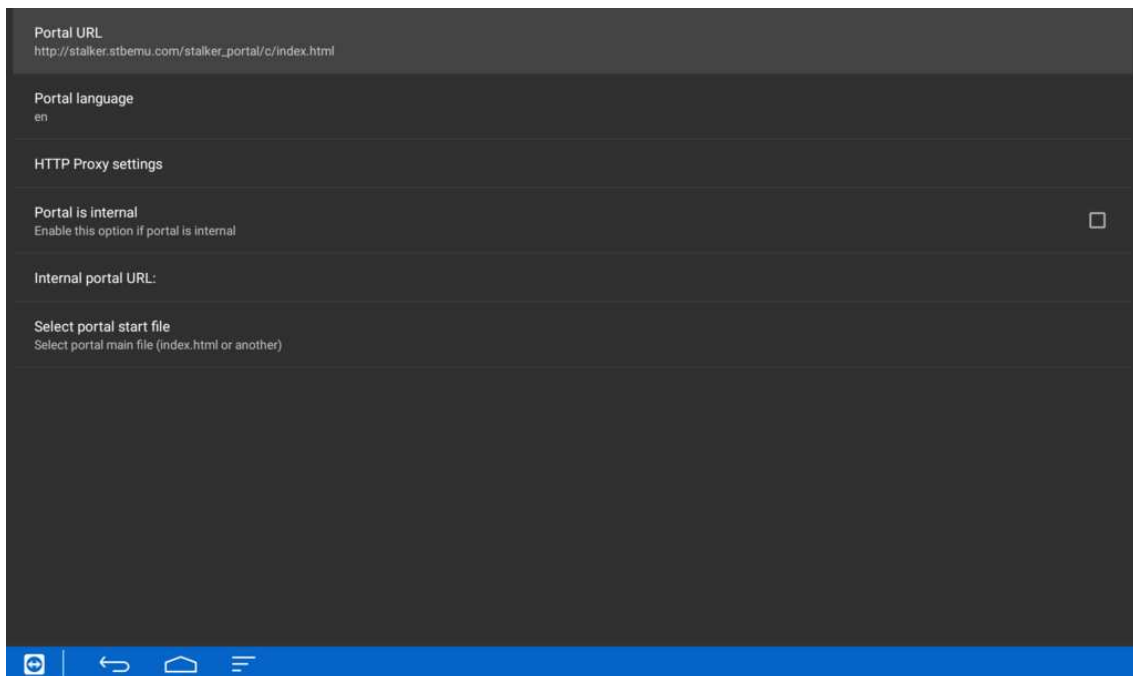 Portal URL
http://stalker.stbemu.com/stalker_portal/c/index.html
Portal language
en
HTTP Proxy settings
Portal is internal
Enable this option if portal is internal
Internal portal URL:
Select portal start file
Select portal main file (index.html or another)